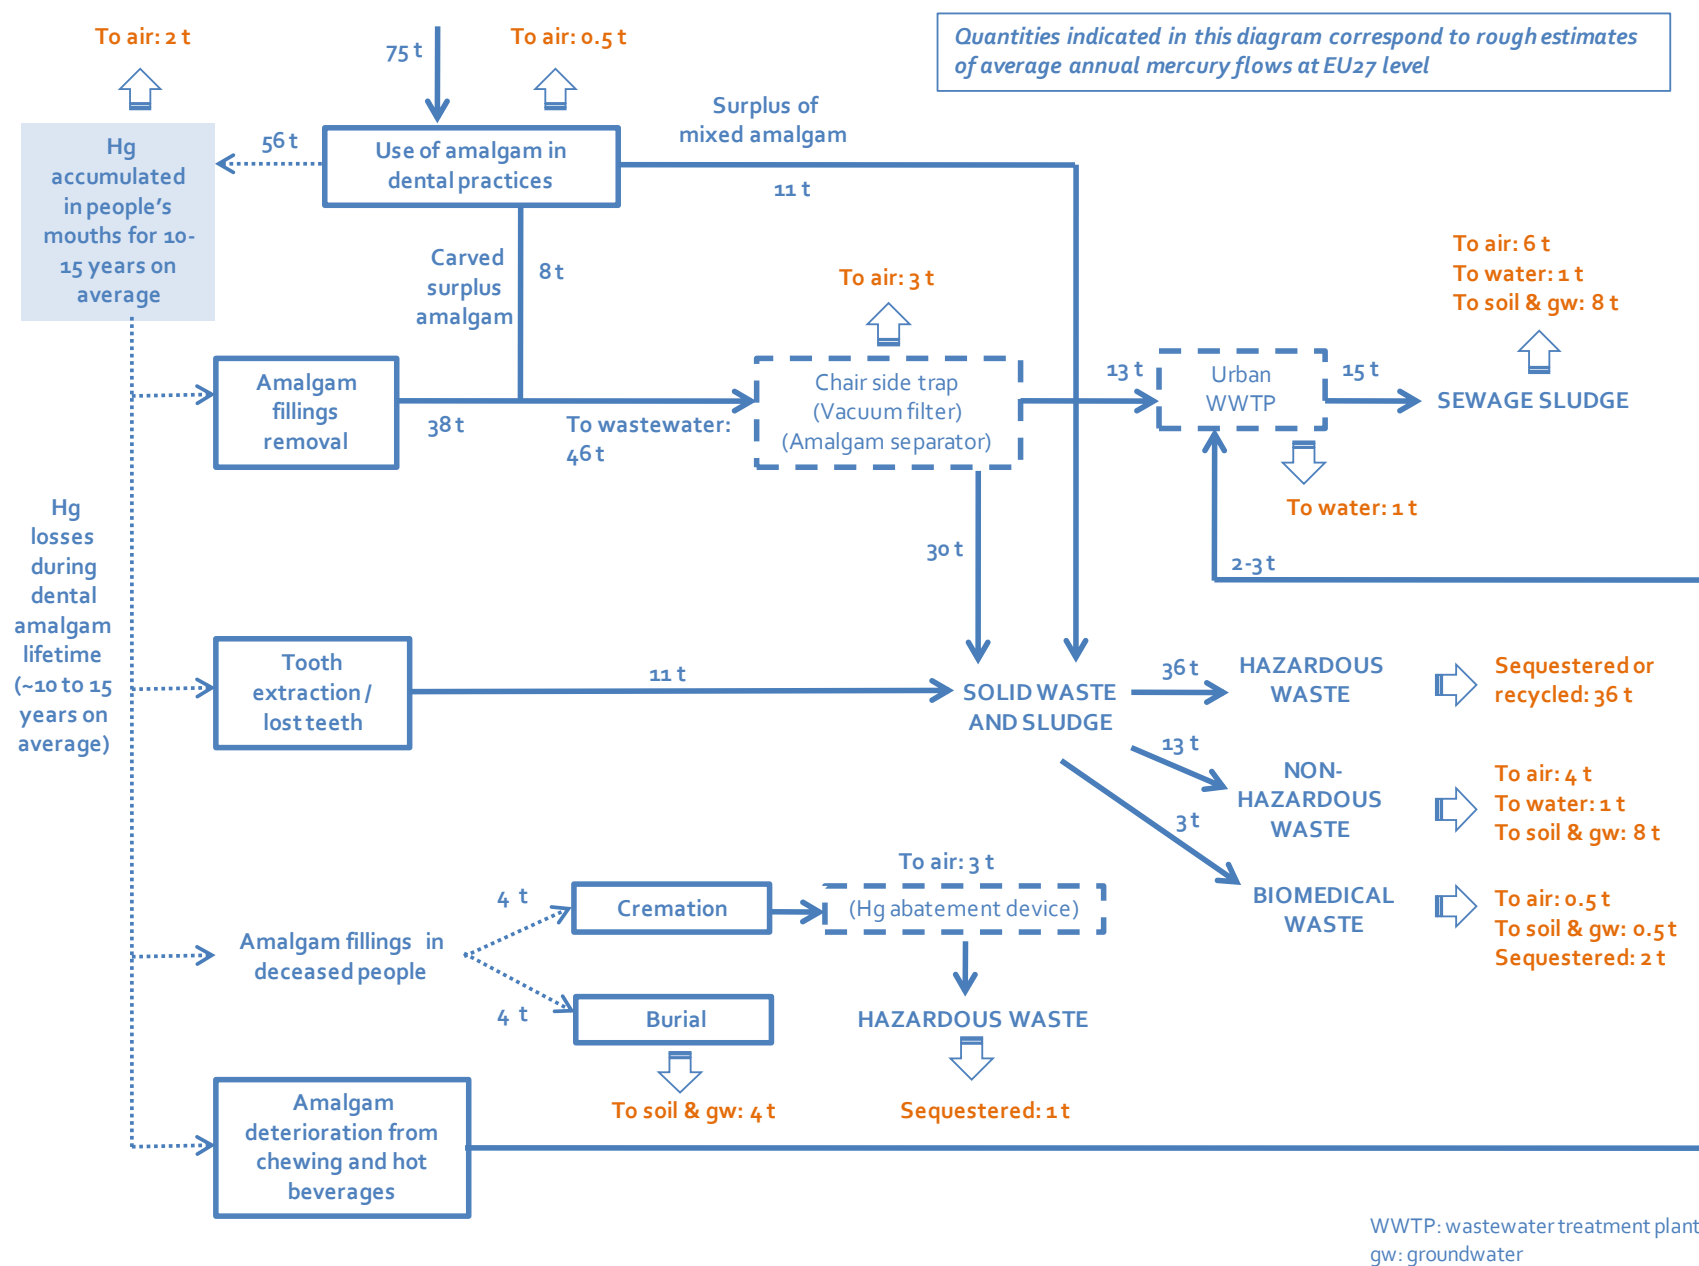 To air: 2 t
75 t
To air: 0.5 t
Quantities indicated in this diagram correspond to rough estimates
of average annual mercury flows at EU27 level
Hg
accumulated
in people's
mouths for 10-
15 years on
average
56 t
Use of amalgam in
dental practices
Surplus of
mixed amalgam
11 t
Carved
surplus
amalgam
8 t
To air: 3 t
To air: 6 t
To water: 1 t
To soil & gw: 8 t
Amalgam
fillings
removal
38 t
To wastewater:
46 t
Chair side trap
(Vacuum filter)
(Amalgam separator)
13 t
Urban
WWTP
15 t
SEWAGE SLUDGE
To water: 1 t
Hg
losses
during
dental
amalgam
lifetime
(~10 to 15
years on
average)
30 t
2-3 t
Tooth
extraction /
lost teeth
11 t
SOLID WASTE
AND SLUDGE
36 t
HAZARDOUS
WASTE
Sequestered or
recycled: 36 t
13 t
NON-
HAZARDOUS
WASTE
To air: 4 t
To water: 1 t
To soil & gw: 8 t
3 t
BIOMEDICAL
WASTE
To air: 0.5 t
To soil & gw: 0.5 t
Sequestered: 2 t
Amalgam fillings in
deceased people
4 t
Cremation
To air: 3 t
(Hg abatement device)
4 t
Burial
HAZARDOUS WASTE
To soil & gw: 4 t
Sequestered: 1 t
Amalgam
deterioration from
chewing and hot
beverages
WWTP: wastewater treatment plant
gw: groundwater